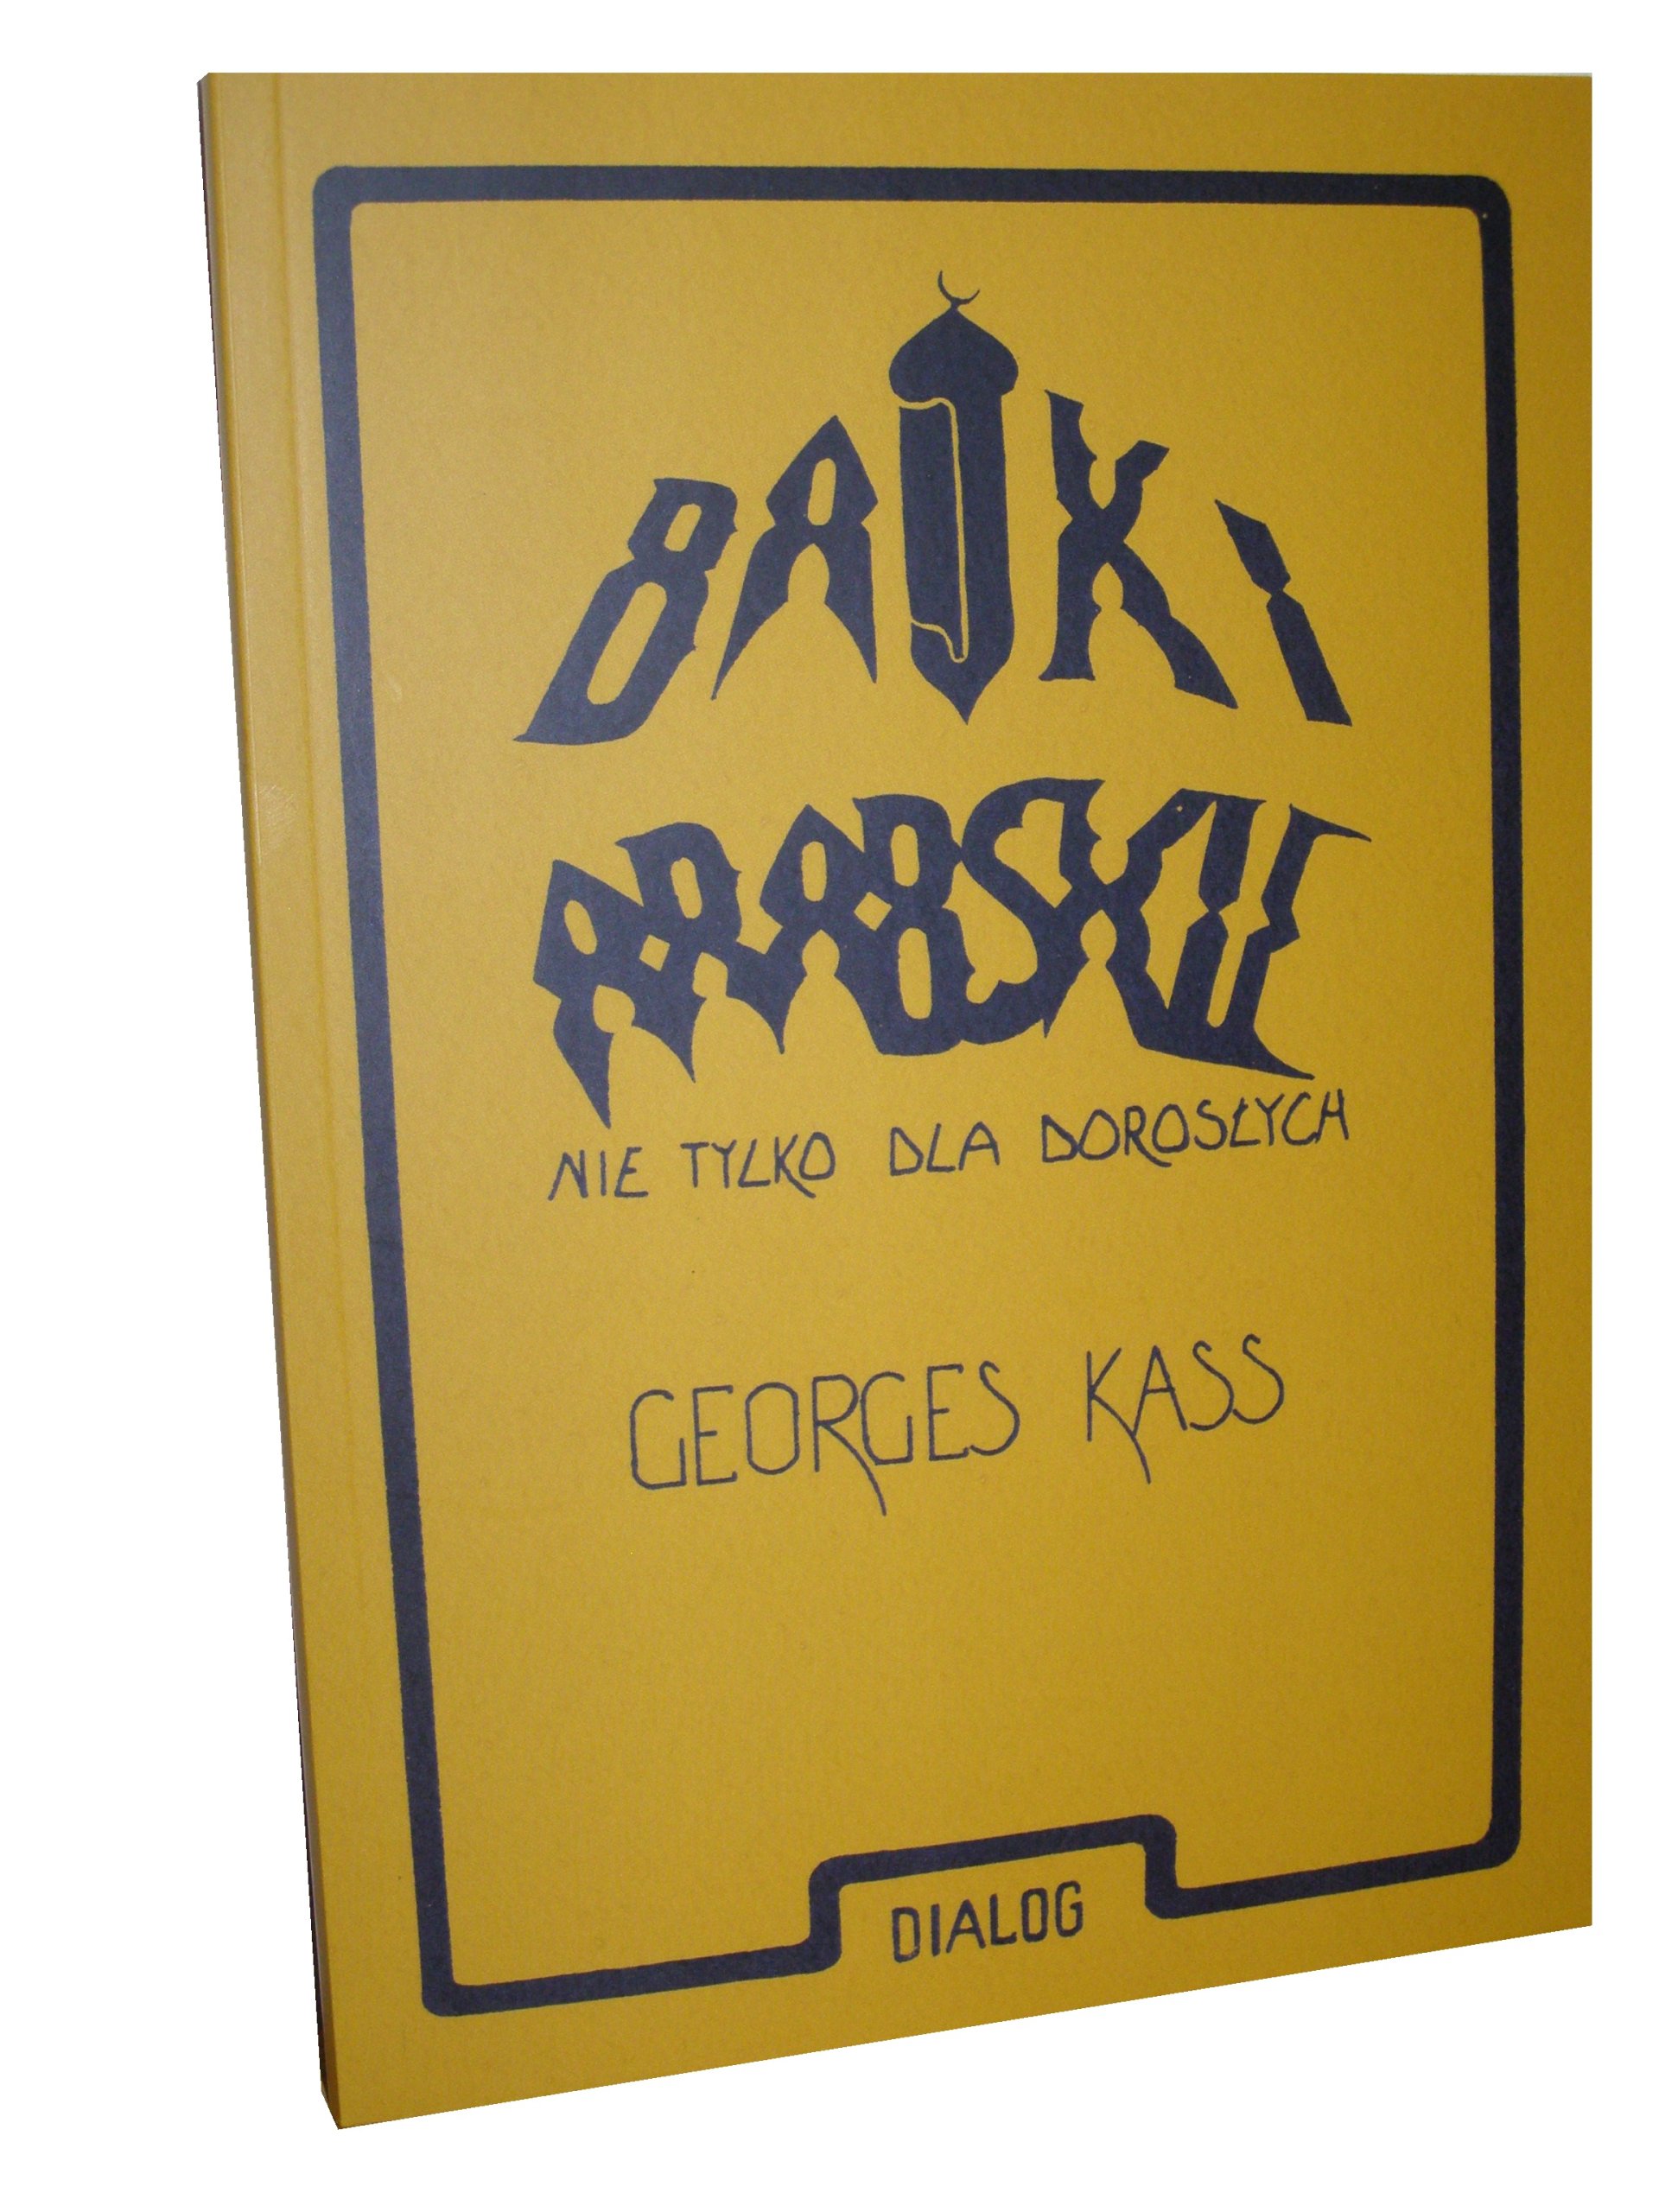 BAJKI
ARABSKIE
NIE TYLKO DLA DOROSŁYCH
GEORGES KASS
DIALOG